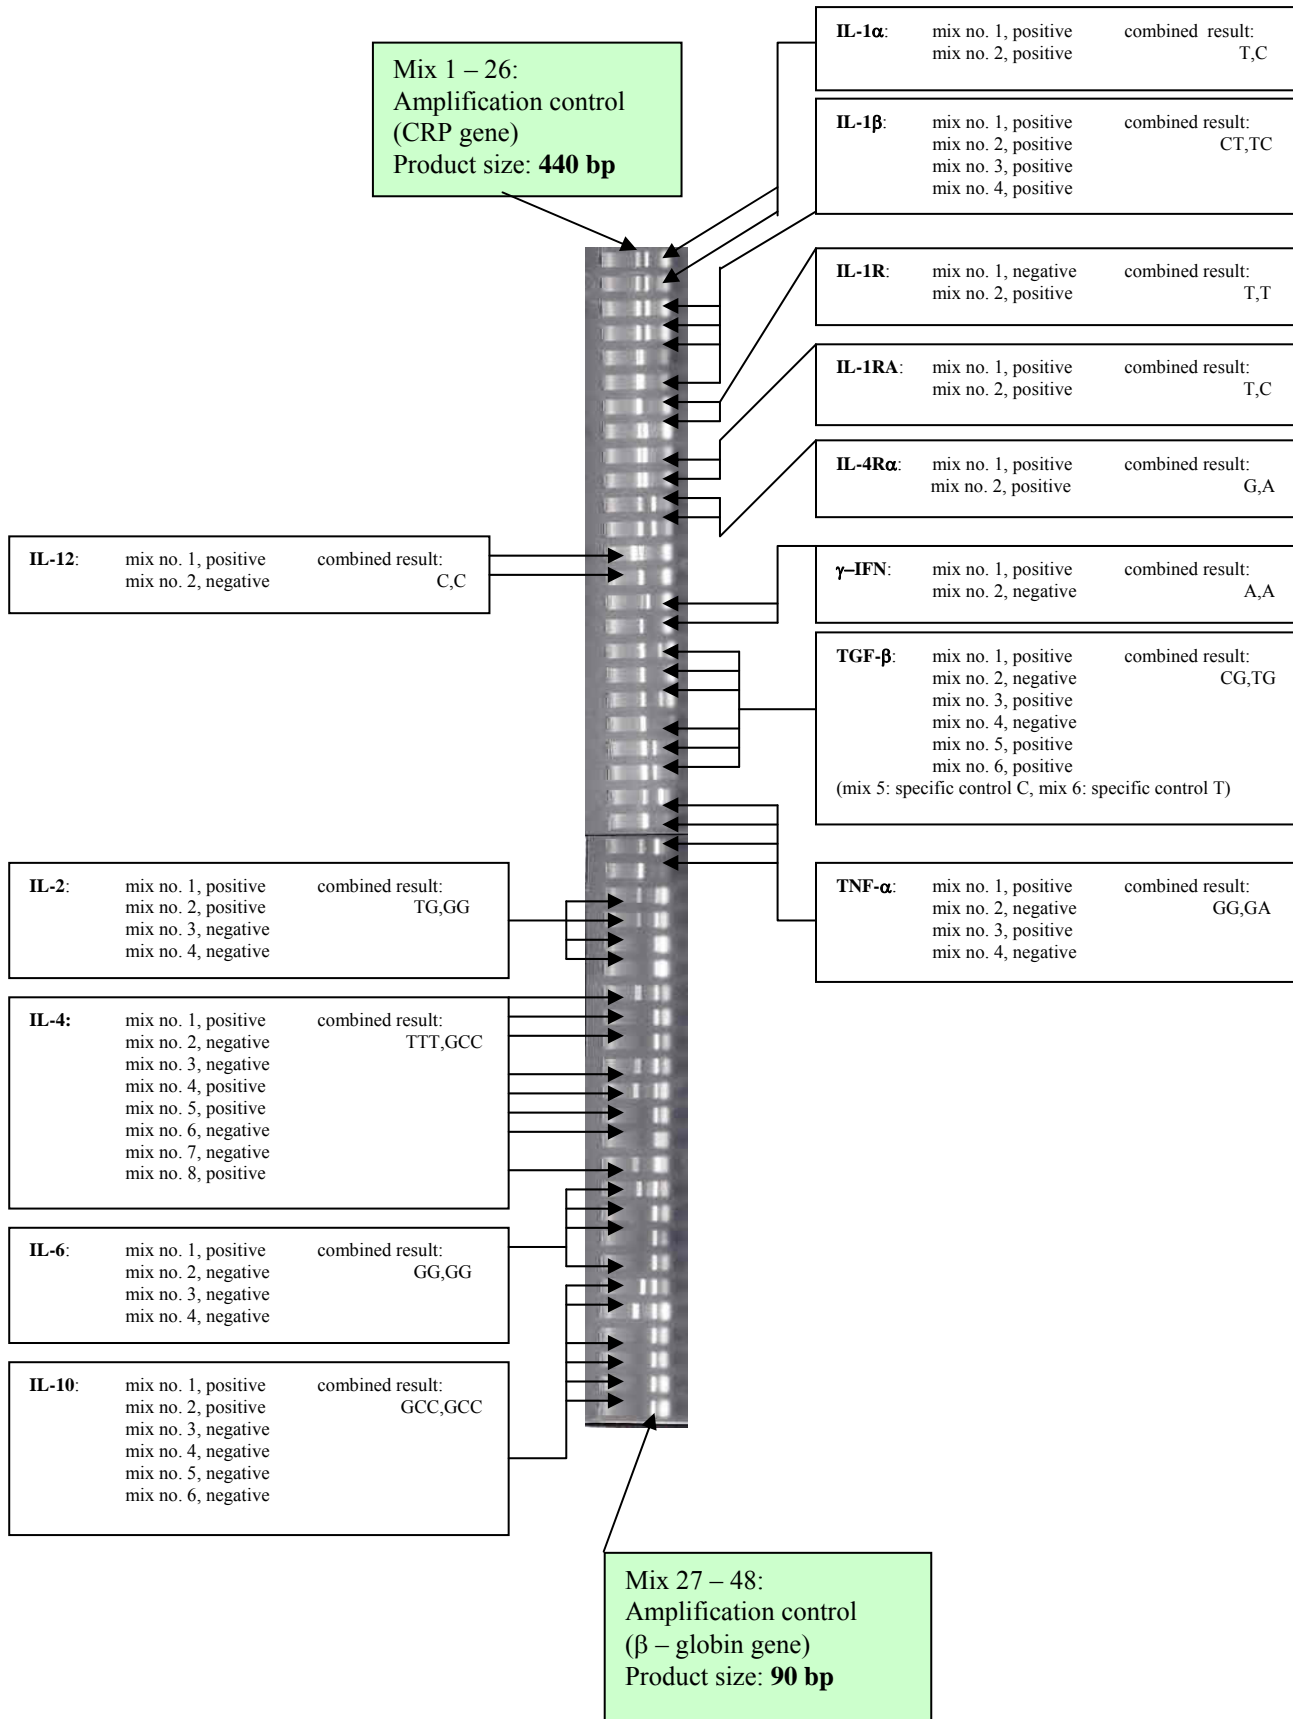 Mix 1 – 26:
Amplification control
(CRP gene)
Product size: 440 bp
IL-1α: mix no. 1, positive combined result:
mix no. 2, positive T,C
IL-1β: mix no. 1, positive combined result:
mix no. 2, positive CT,TC
mix no. 3, positive
mix no. 4, positive
IL-1R: mix no. 1, negative combined result:
mix no. 2, positive T,T
IL-1RA: mix no. 1, positive combined result:
mix no. 2, positive T,C
IL-4Rα: mix no. 1, positive combined result:
mix no. 2, positive G,A
IL-12: mix no. 1, positive combined result:
mix no. 2, negative C,C
γ–IFN: mix no. 1, positive combined result:
mix no. 2, negative A,A
TGF-β: mix no. 1, positive combined result:
mix no. 2, negative CG,TG
mix no. 3, positive
mix no. 4, negative
mix no. 5, positive
mix no. 6, positive
(mix 5: specific control C, mix 6: specific control T)
IL-2: mix no. 1, positive combined result:
mix no. 2, positive TG,GG
mix no. 3, negative
mix no. 4, negative
TNF-α: mix no. 1, positive combined result:
mix no. 2, negative GG,GA
mix no. 3, positive
mix no. 4, negative
IL-4: mix no. 1, positive combined result:
mix no. 2, negative TTT,GCC
mix no. 3, negative
mix no. 4, positive
mix no. 5, positive
mix no. 6, negative
mix no. 7, negative
mix no. 8, positive
IL-6: mix no. 1, positive combined result:
mix no. 2, negative GG,GG
mix no. 3, negative
mix no. 4, negative
IL-10: mix no. 1, positive combined result:
mix no. 2, positive GCC,GCC
mix no. 3, negative
mix no. 4, negative
mix no. 5, negative
mix no. 6, negative
Mix 27 – 48:
Amplification control
(β – globin gene)
Product size: 90 bp